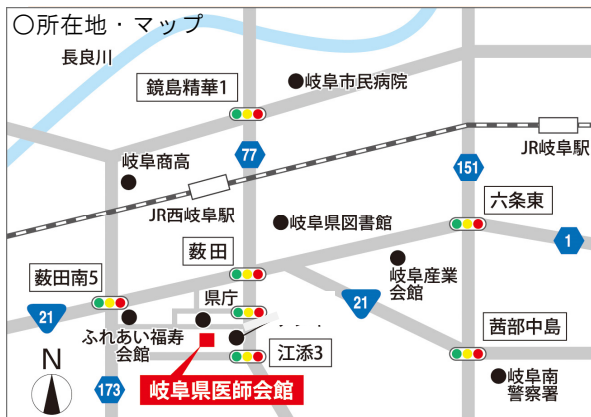 〇所在地・マップ
長良川
鏡島精華1
岐阜市民病院
77
岐阜商高
JR西岐阜駅
JR岐阜駅
151
六条東
岐阜県図書館
1
薮田
岐阜産業
会館
薮田南5
県庁
21
21
ふれあい福寿
会館
江添3
茜部中島
N
173
岐阜県医師会館
岐阜南
警察署